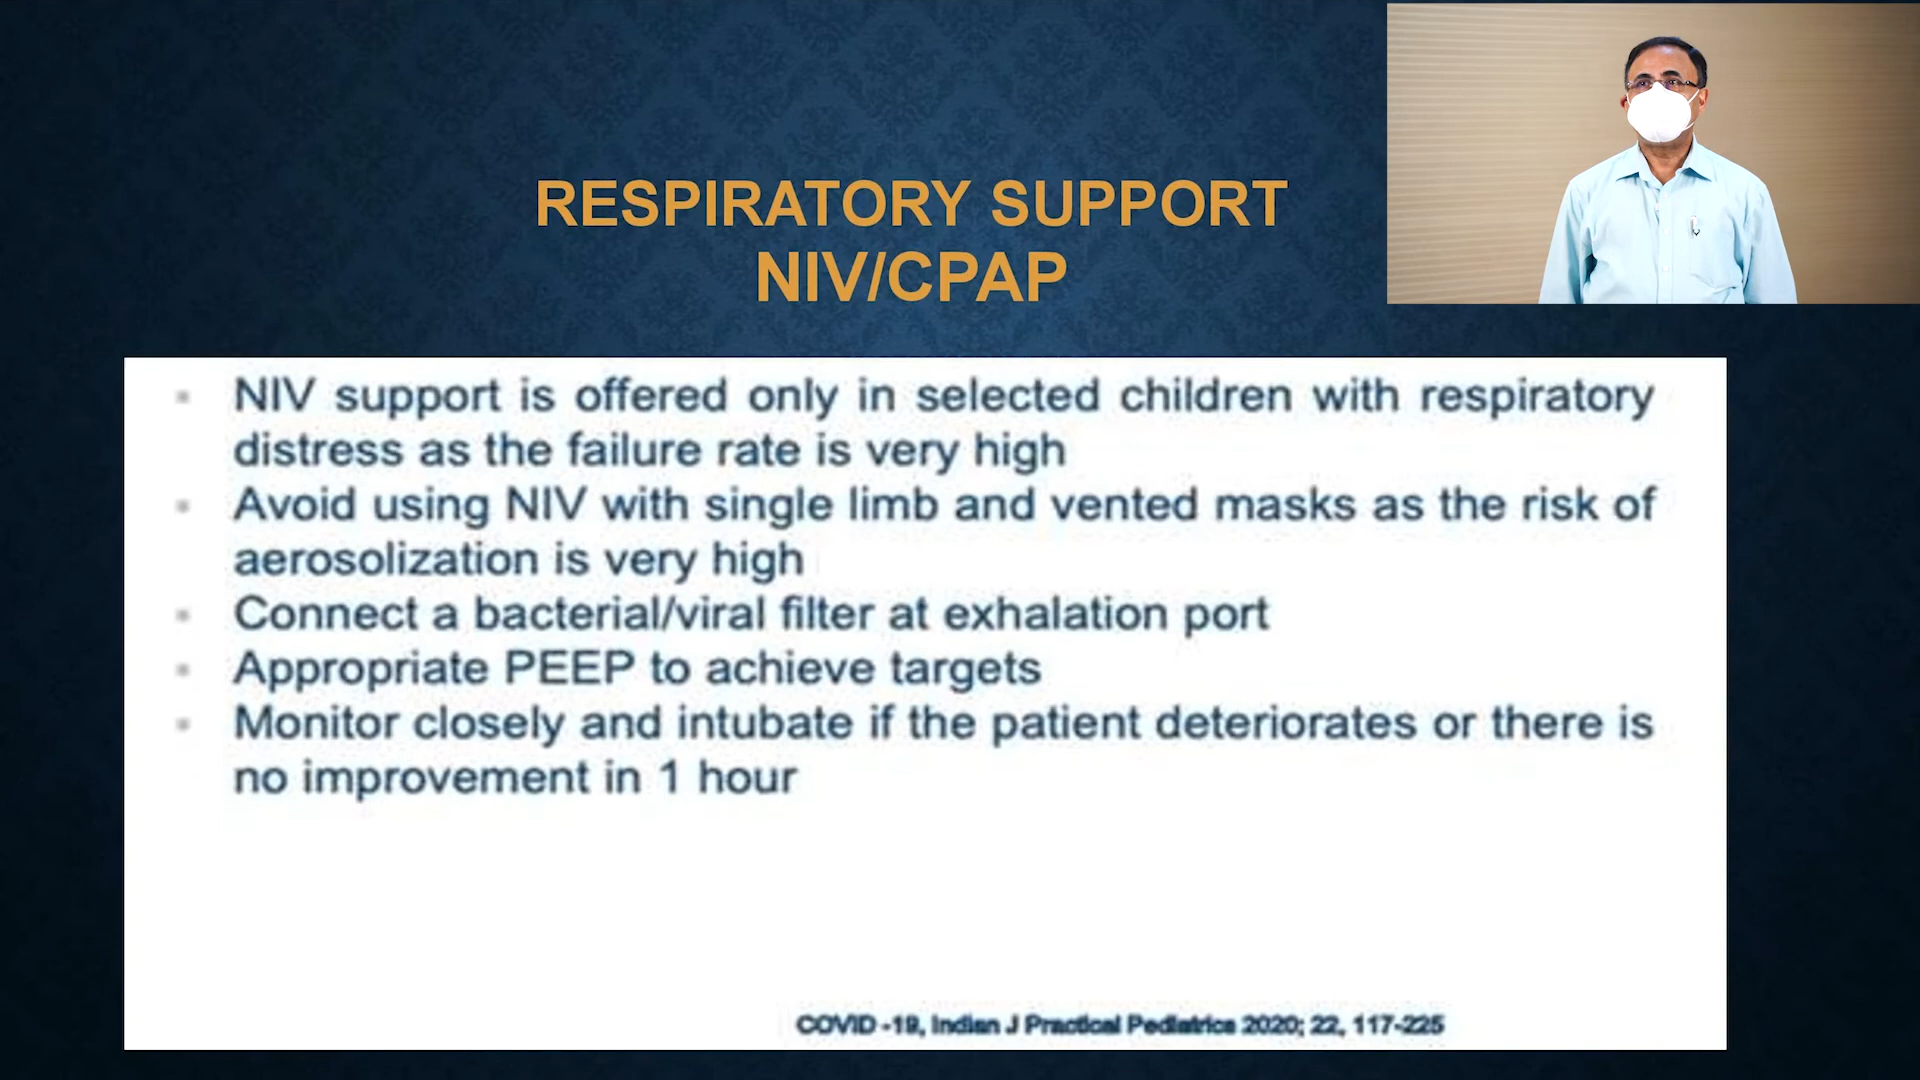 RESPIRATORY SUPPORT
NIV/CPAP
NIV support is offered only in selected children with respiratory
distress as the failure rate is very high
Avoid using NIV with single limb and vented masks as the risk of
aerosolization is very high
Connect a bacterial/viral filter at exhalation port
Appropriate PEEP to achieve targets
Monitor closely and intubate if the patient deteriorates or there is
no improvement in 1 hour
COVID -19, Indian J Practical Pediatrics 2020; 22, 117-225